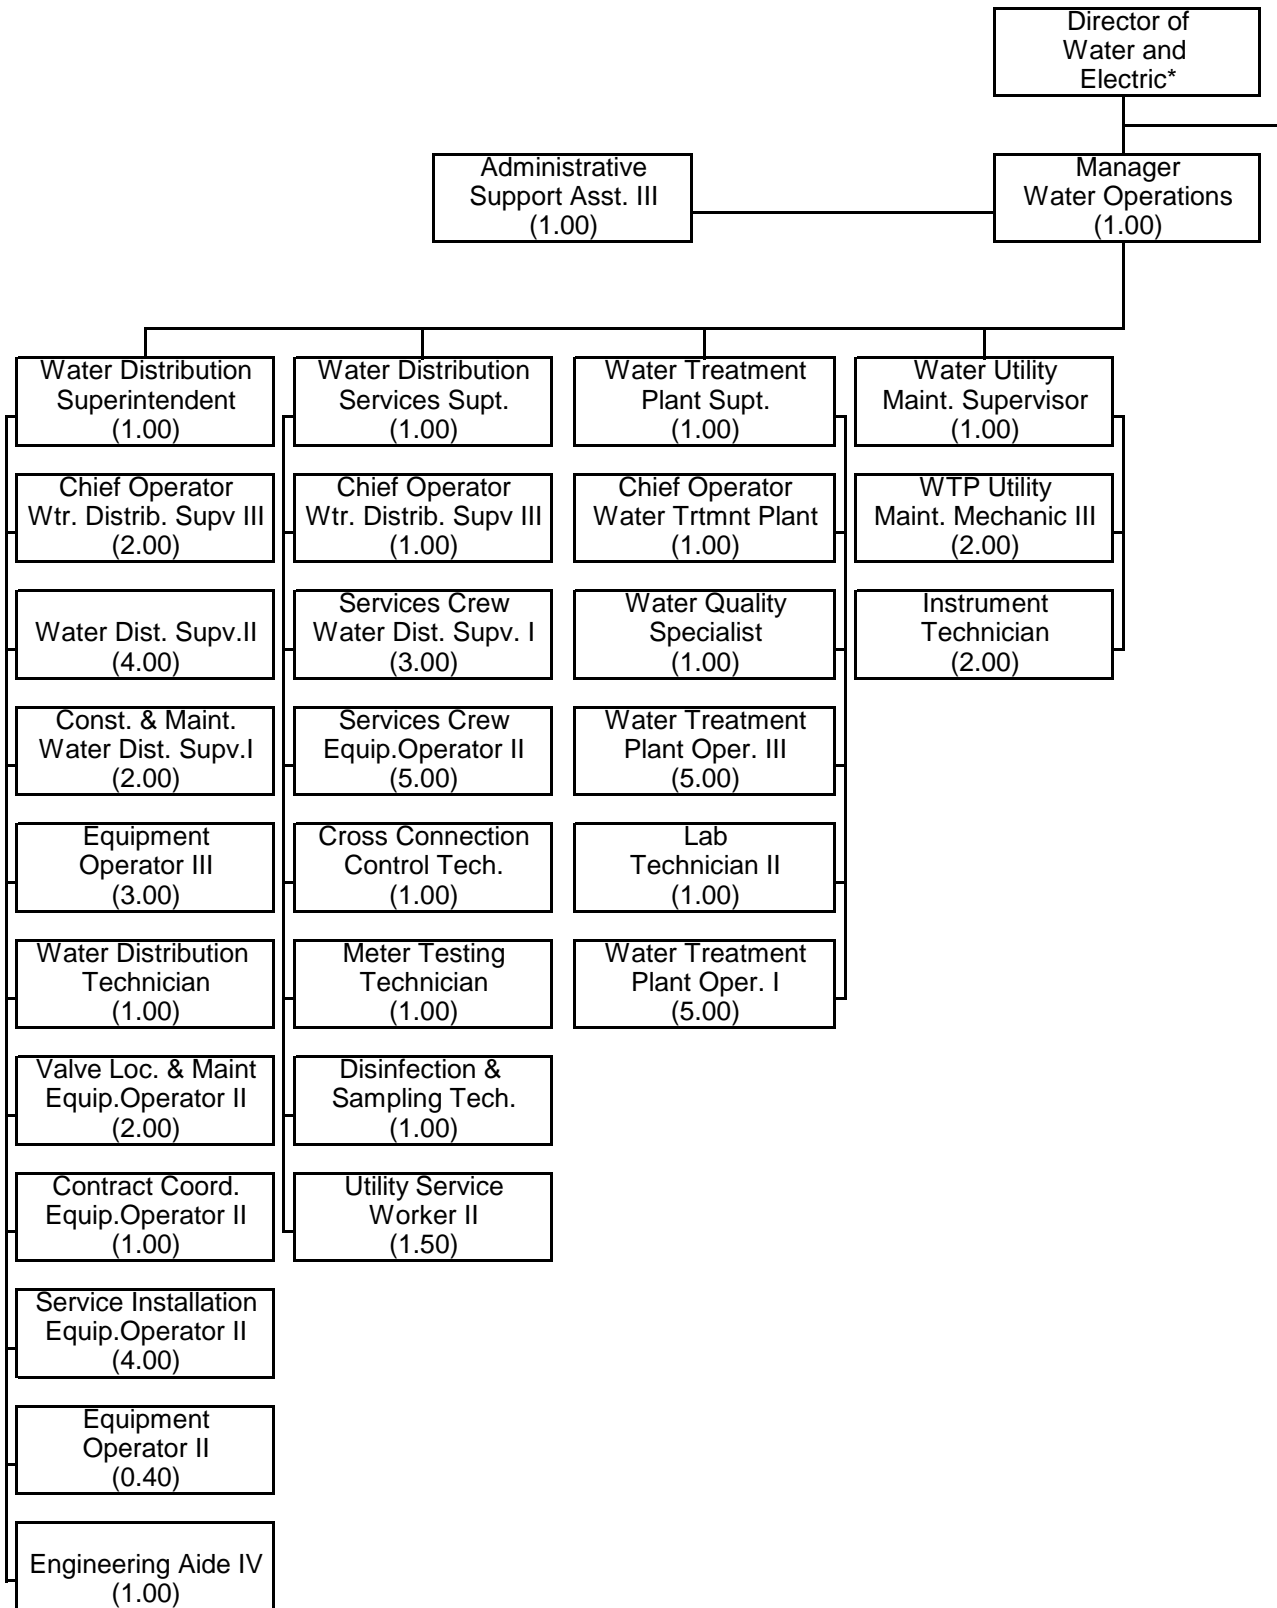 Director of
Water and
Electric*
Administrative
Support Asst. III
(1.00)
Manager
Water Operations
(1.00)
Water Distribution
Superintendent
(1.00)
Chief Operator
Wtr. Distrib. Supv III
(2.00)
Water Dist. Supv.II
(4.00)
Const. & Maint.
Water Dist. Supv.I
(2.00)
Equipment
Operator III
(3.00)
Water Distribution
Technician
(1.00)
Valve Loc. & Maint
Equip.Operator II
(2.00)
Contract Coord.
Equip.Operator II
(1.00)
Service Installation
Equip.Operator II
(4.00)
Equipment
Operator II
(0.40)
Engineering Aide IV
(1.00)
Water Distribution
Services Supt.
(1.00)
Chief Operator
Wtr. Distrib. Supv III
(1.00)
Services Crew
Water Dist. Supv. I
(3.00)
Services Crew
Equip.Operator II
(5.00)
Cross Connection
Control Tech.
(1.00)
Meter Testing
Technician
(1.00)
Disinfection &
Sampling Tech.
(1.00)
Utility Service
Worker II
(1.50)
Water Treatment
Plant Supt.
(1.00)
Chief Operator
Water Trtmnt Plant
(1.00)
Water Quality
Specialist
(1.00)
Water Treatment
Plant Oper. III
(5.00)
Lab
Technician II
(1.00)
Water Treatment
Plant Oper. I
(5.00)
Water Utility
Maint. Supervisor
(1.00)
WTP Utility
Maint. Mechanic III
(2.00)
Instrument
Technician
(2.00)